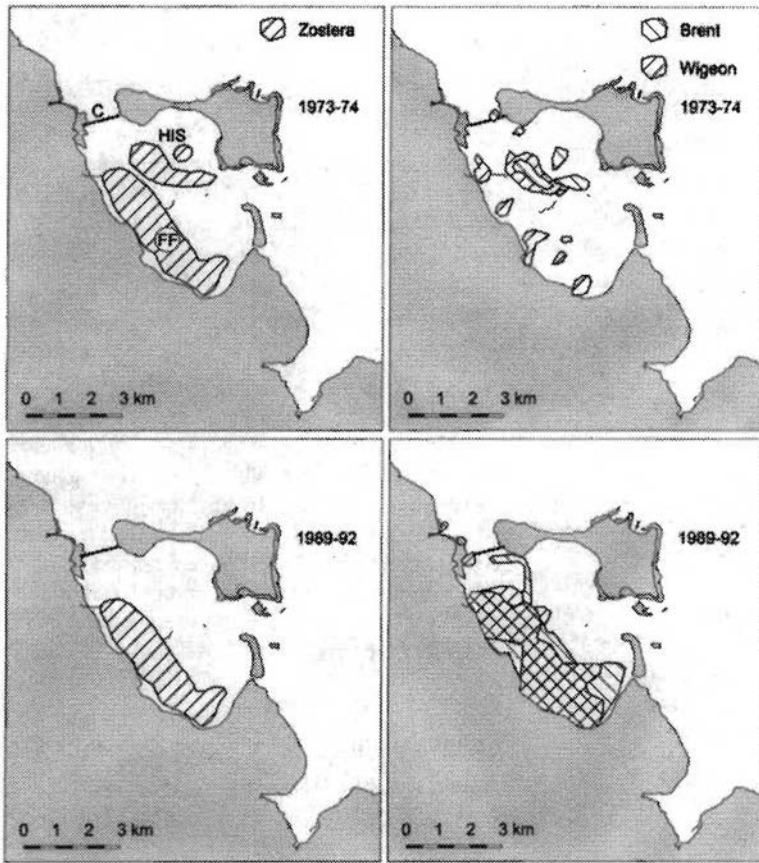 Zostera
1973-74
C
HIS
FF
0 1 2 3 km
Brent
Wigeon
1973-74
0 1 2 3 km
1989-92
0 1 2 3 km
1989-92
0 1 2 3 km